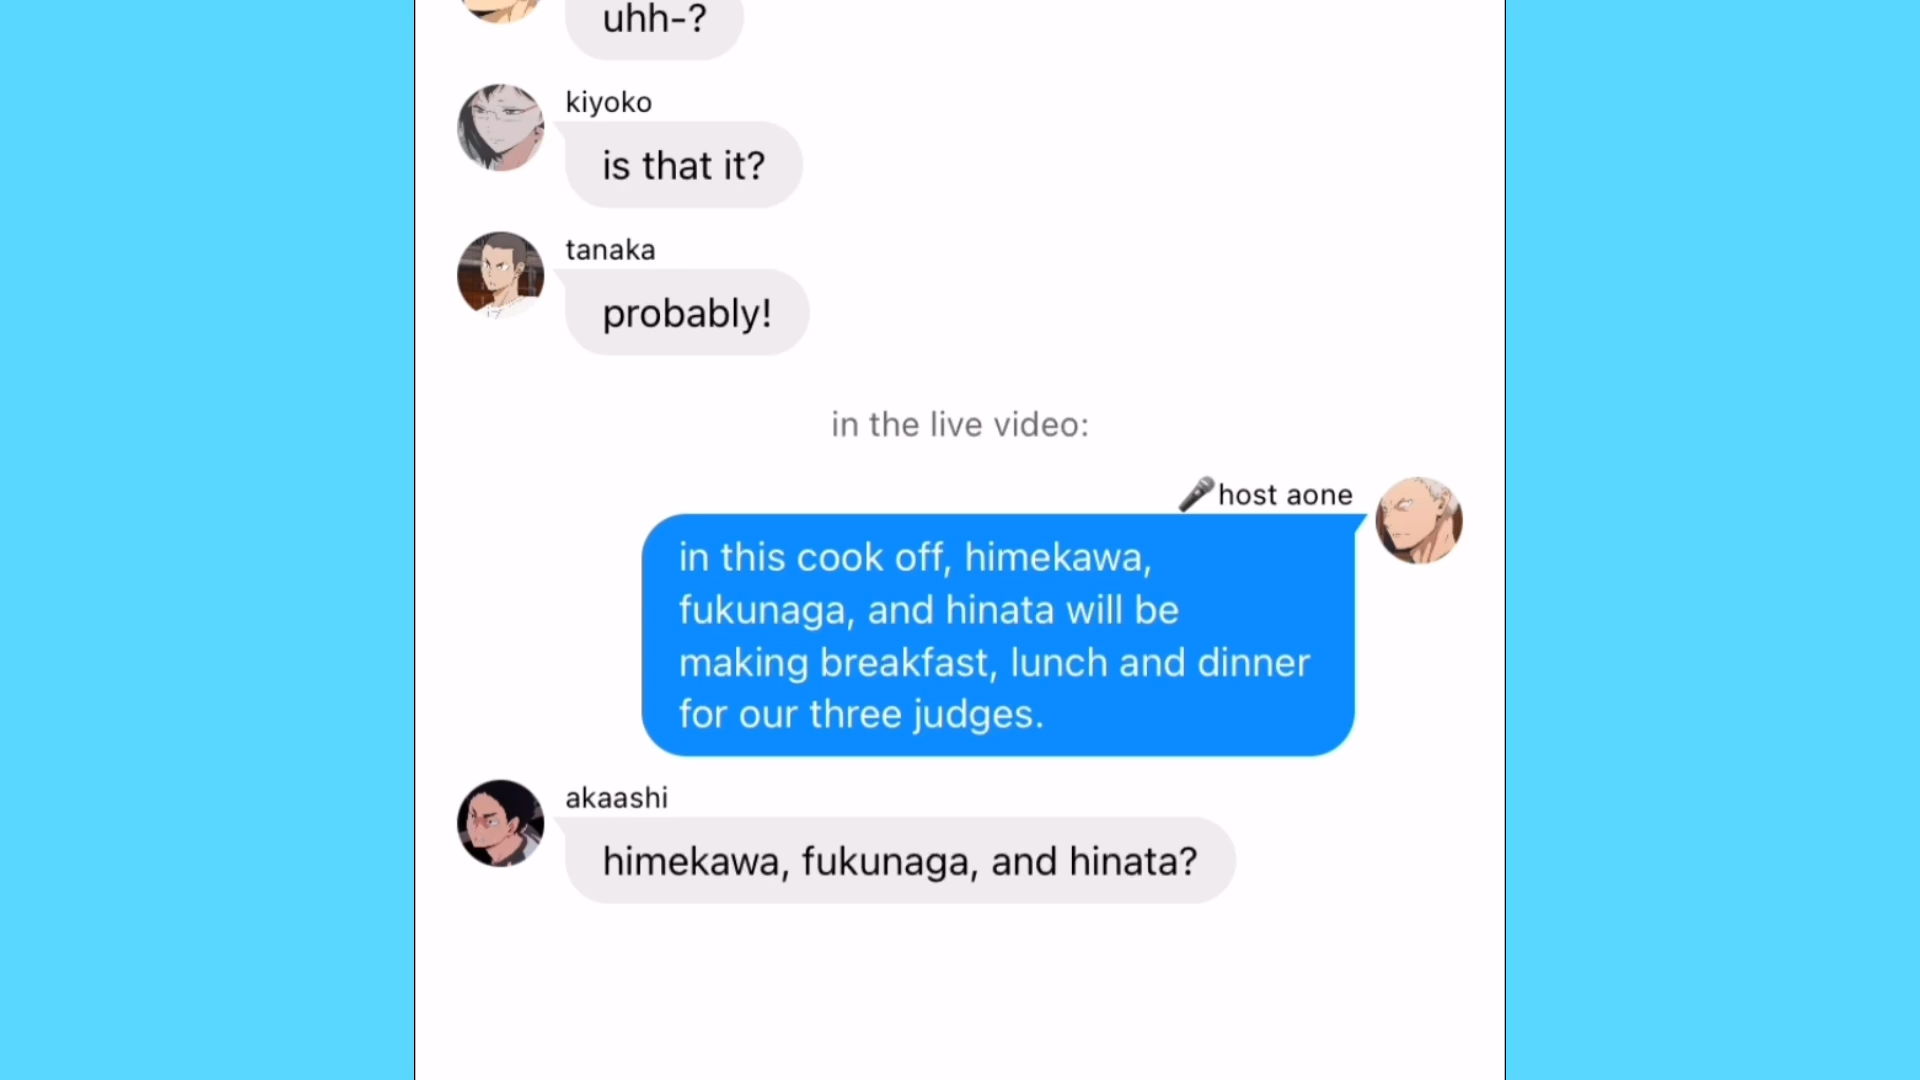 uhh-?
kiyoko
is that it?
tanaka
probably!
in the live video:
🎤host aone
in this cook off, himekawa,
fukunaga, and hinata will be
making breakfast, lunch and dinner
for our three judges.
akaashi
himekawa, fukunaga, and hinata?